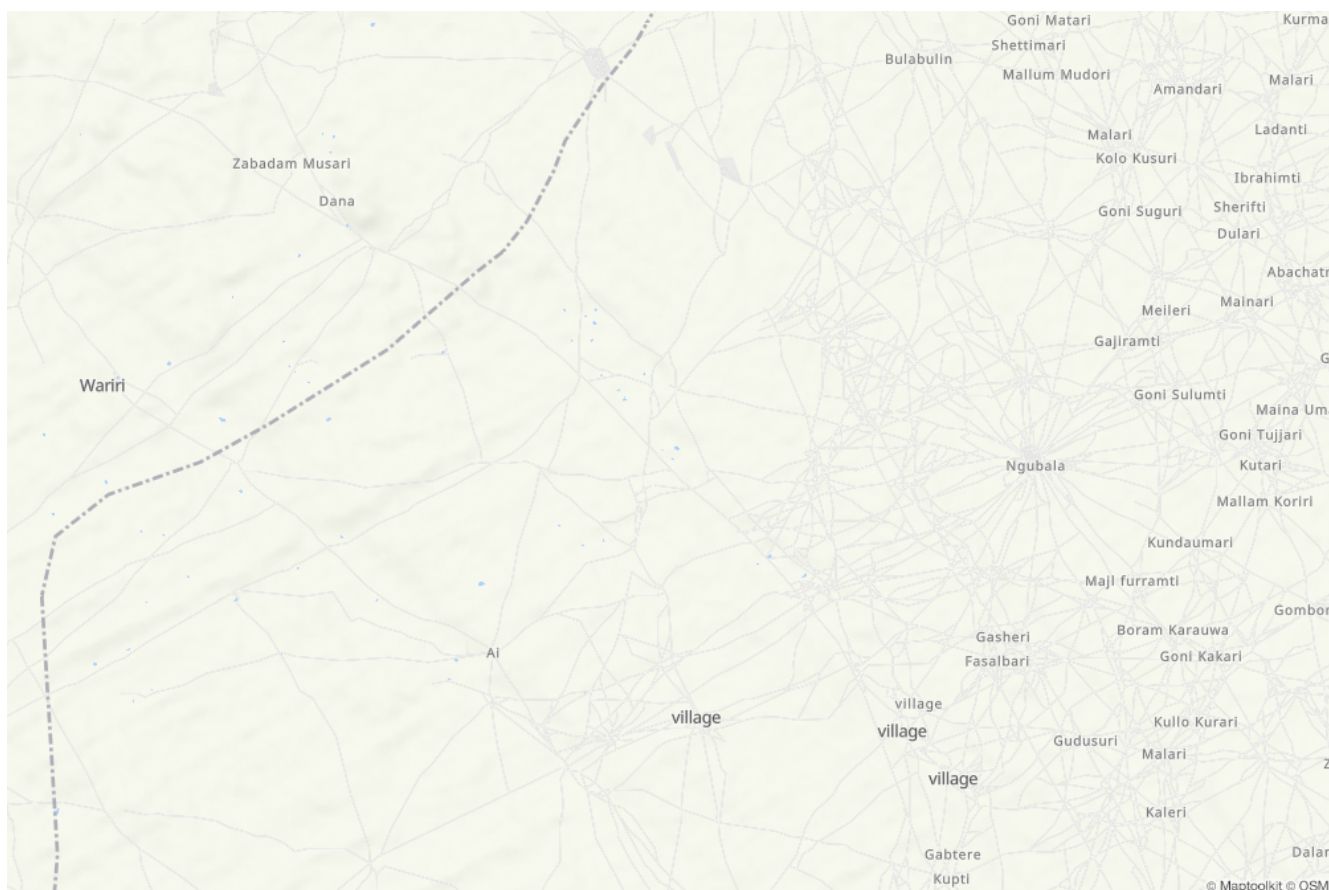 Goni Matari
Kurma
Shettimari
Bulabulin
Mallum Mudori
Malari
Amandari
Ladanti
Malari
Kolo Kusuri
Zabadam Musari
Ibrahimti
Dana
Sherifti
Goni Suguri
Dulari
Abachatr
Mainari
Meileri
Gajiramti
G
Wariri
Goni Sulumti
Maina Uma
Goni Tujjari
Ngubala
Kutari
Mallam Koriri
Kundaumari
Majl furramti
Gombor
Boram Karauwa
Gasheri
Ai
Goni Kakari
Fasalbari
village
village
Kullo Kurari
village
Gudusuri
Malari
Z
village
Kaleri
Gabtere
Dalar
Kupti
© Maptoolkit © OSM